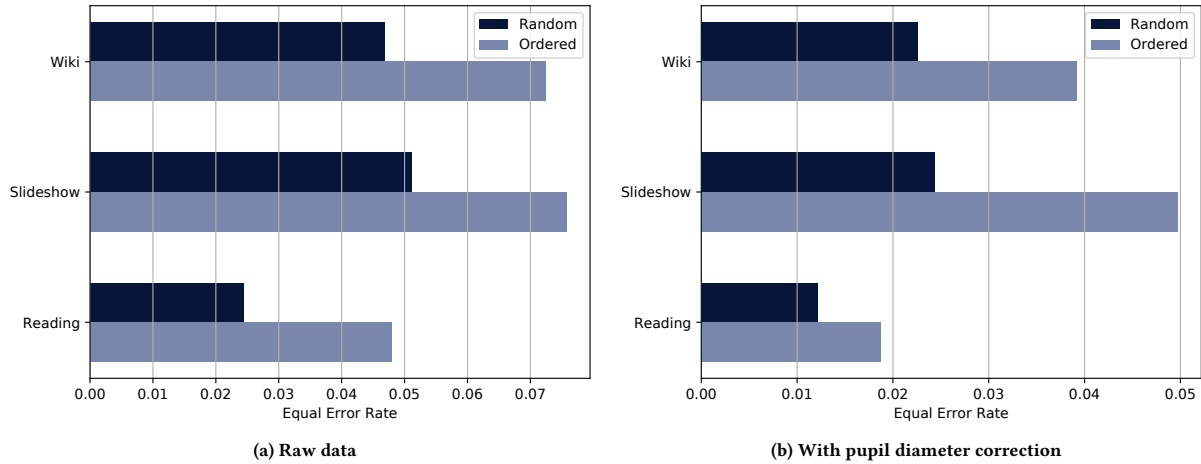 Random
Ordered
Wiki
Slideshow
Reading
0.00 0.01 0.02 0.03 0.04 0.05 0.06 0.07
Equal Error Rate
(a) Raw data
Random
Ordered
Wiki
Slideshow
Reading
0.00 0.01 0.02 0.03 0.04 0.05
Equal Error Rate
(b) With pupil diameter correction